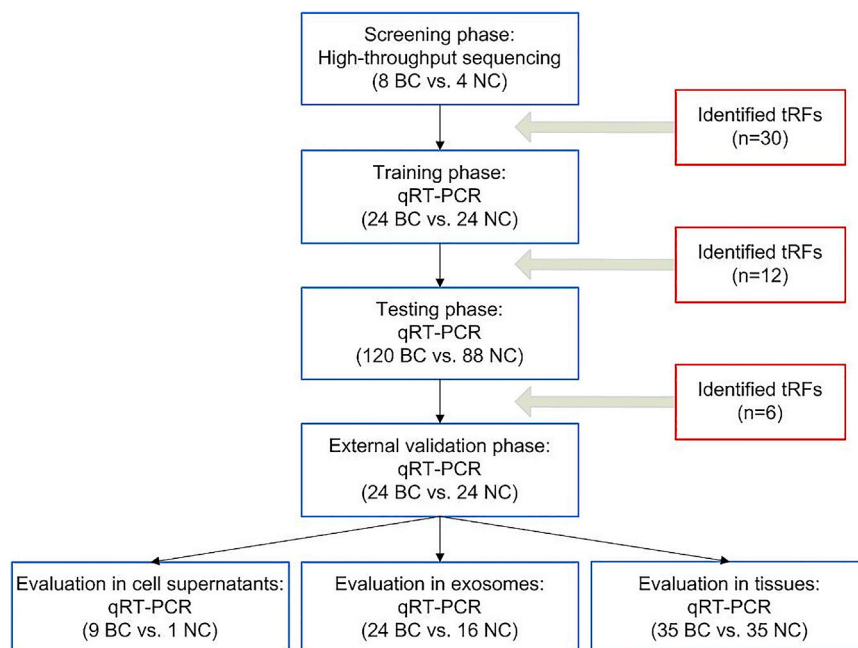 Screening phase:
High-throughput sequencing
(8 BC vs. 4 NC)
Identified tRFs
(n=30)
Training phase:
qRT-PCR
(24 BC vs. 24 NC)
Identified tRFs
(n=12)
Testing phase:
qRT-PCR
(120 BC vs. 88 NC)
Identified tRFs
(n=6)
External validation phase:
qRT-PCR
(24 BC vs. 24 NC)
Evaluation in cell supernatants:
qRT-PCR
(9 BC vs. 1 NC)
Evaluation in exosomes:
qRT-PCR
(24 BC vs. 16 NC)
Evaluation in tissues:
qRT-PCR
(35 BC vs. 35 NC)